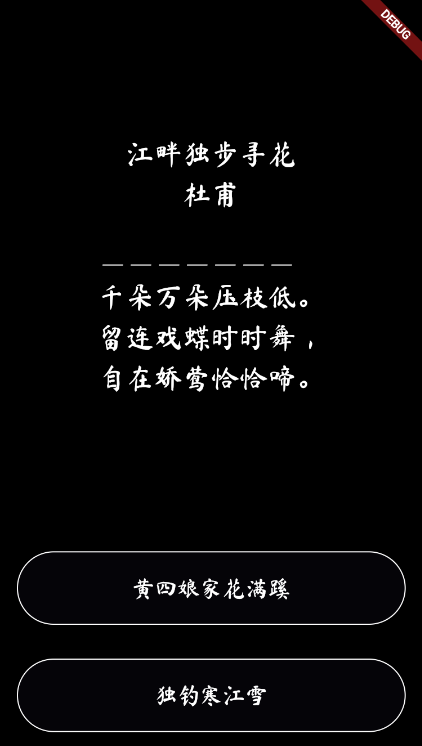 DEBUG
江畔独步寻花
杜甫
_ _ _ _ _ _ _
千朵万朵压枝低。
留连戏蝶时时舞，
自在娇莺恰恰啼。
黄四娘家花满蹊
独钓寒江雪